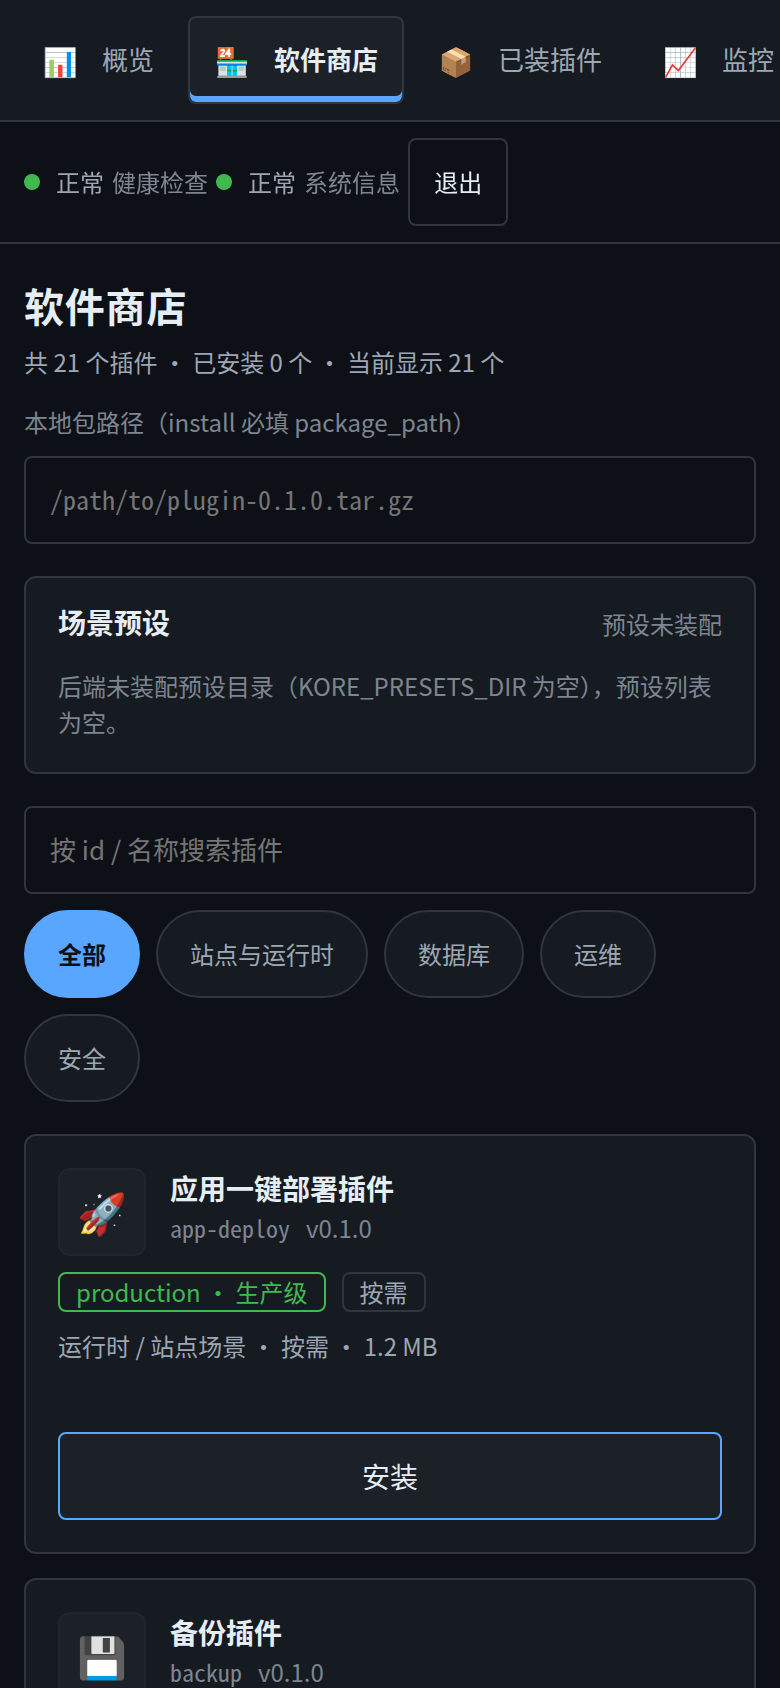 概览 软件商店 已装插件 监控
正常 健康检查 正常 系统信息 退出
软件商店
共 21 个插件 · 已安装 0 个 · 当前显示 21 个
本地包路径（install 必填 package_path）
/path/to/plugin-0.1.0.tar.gz
场景预设 预设未装配
后端未装配预设目录（KORE_PRESETS_DIR 为空），预设列表
为空。
按 id / 名称搜索插件
全部 站点与运行时 数据库 运维
安全
应用一键部署插件
app-deploy v0.1.0
production · 生产级 按需
运行时 / 站点场景 · 按需 · 1.2 MB
安装
备份插件
backup v0.1.0